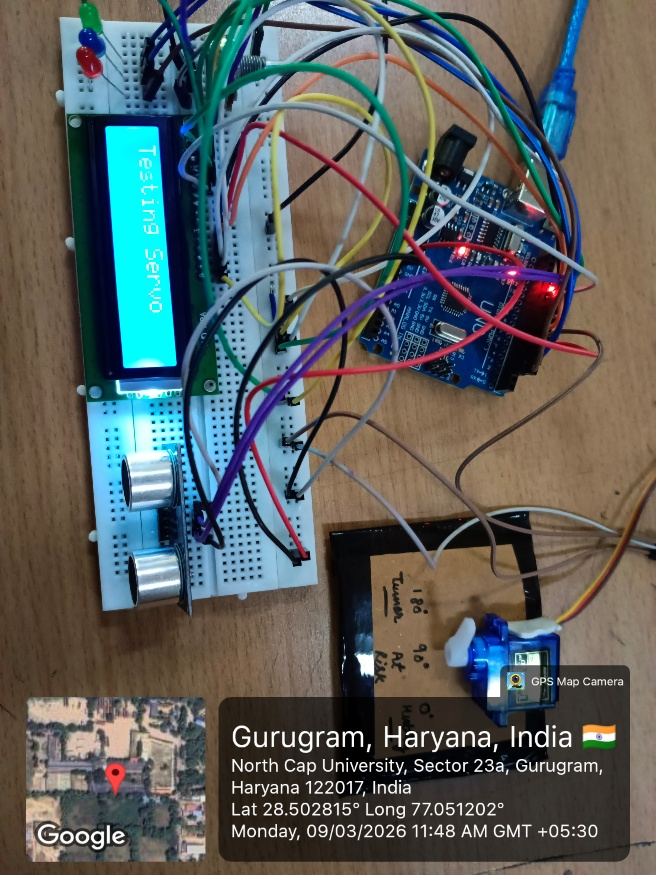 Testing Servo
UNO
180°
90°
0°
Tumor
At
Risk
GPS Map Camera
Gurugram, Haryana, India 🇮🇳
North Cap University, Sector 23a, Gurugram,
Haryana 122017, India
Lat 28.502815° Long 77.051202°
Monday, 09/03/2026 11:48 AM GMT +05:30
Google